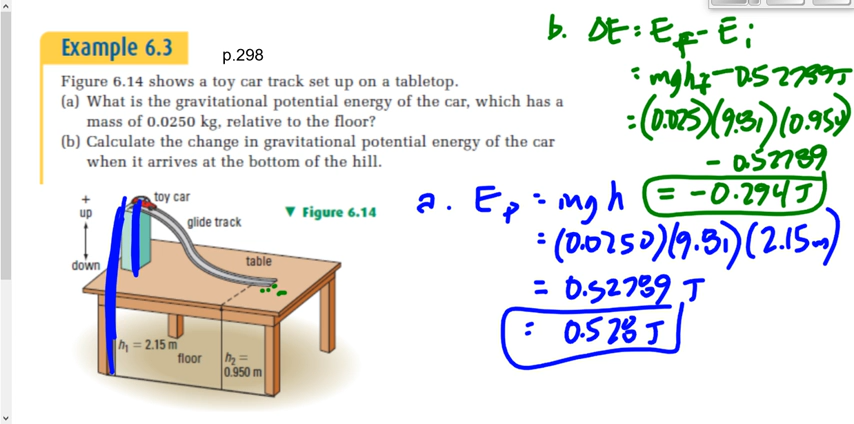 Example 6.3
p.298
Figure 6.14 shows a toy car track set up on a tabletop.
(a) What is the gravitational potential energy of the car, which has a
mass of 0.0250 kg, relative to the floor?
(b) Calculate the change in gravitational potential energy of the car
when it arrives at the bottom of the hill.
+
up
down
toy car
glide track
▼ Figure 6.14
table
h₁ = 2.15 m
floor
h₂ =
0.950 m
b. ΔE = E_f - E_i
= mgh_f - 0.52789J
= (0.025)(9.81)(0.950)
- 0.52789
= -0.294 J
a. E_p = mgh
= (0.0250)(9.81)(2.15m)
= 0.52789 J
= 0.528 J